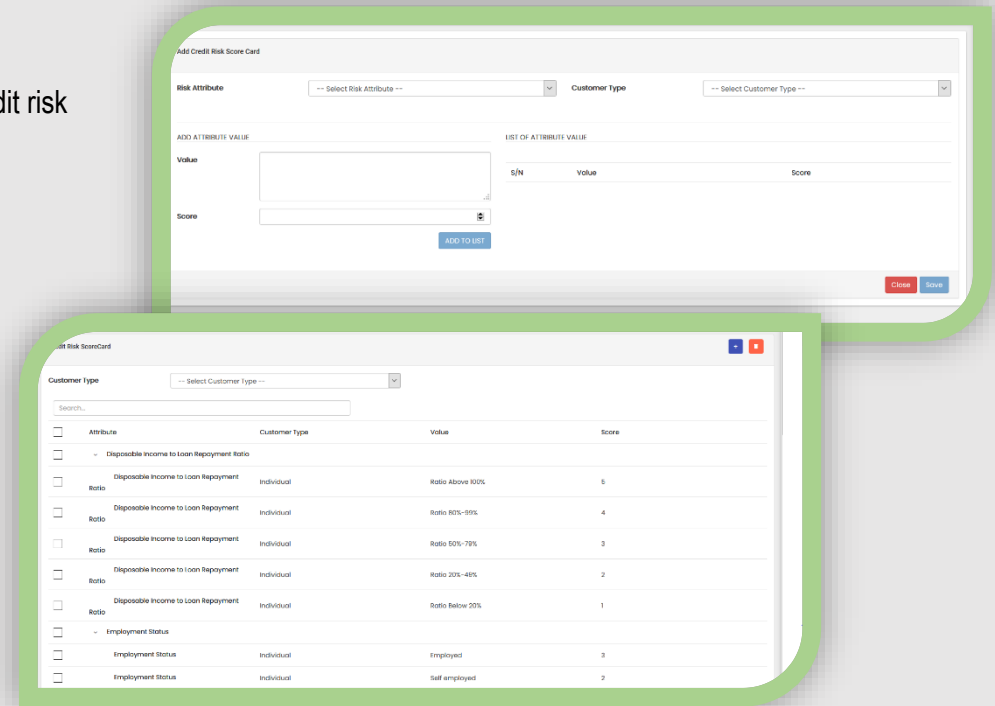 dit risk
Add Credit Risk Score Card
Risk Attribute -- Select Risk Attribute -- Customer Type -- Select Customer Type --
ADD ATTRIBUTE VALUE LIST OF ATTRIBUTE VALUE
Value
S/N Value Score
Score
ADD TO LIST
Close Save
edit Risk ScoreCard
+
Customer Type -- Select Customer Type --
Search...
Attribute Customer Type Value Score
Disposable Income to Loan Repayment Ratio
Disposable Income to Loan Repayment
Ratio Individual Ratio Above 100% 5
Disposable Income to Loan Repayment
Ratio Individual Ratio 80%-99% 4
Disposable Income to Loan Repayment
Ratio Individual Ratio 50%-79% 3
Disposable Income to Loan Repayment
Ratio Individual Ratio 20%-49% 2
Disposable Income to Loan Repayment
Ratio Individual Ratio Below 20% 1
Employment Status
Employment Status Individual Employed 3
Employment Status Individual Self employed 2